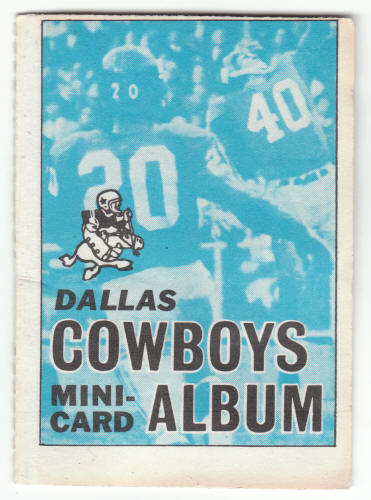 20
40
20
DALLAS
COWBOYS
MINI-
CARD ALBUM